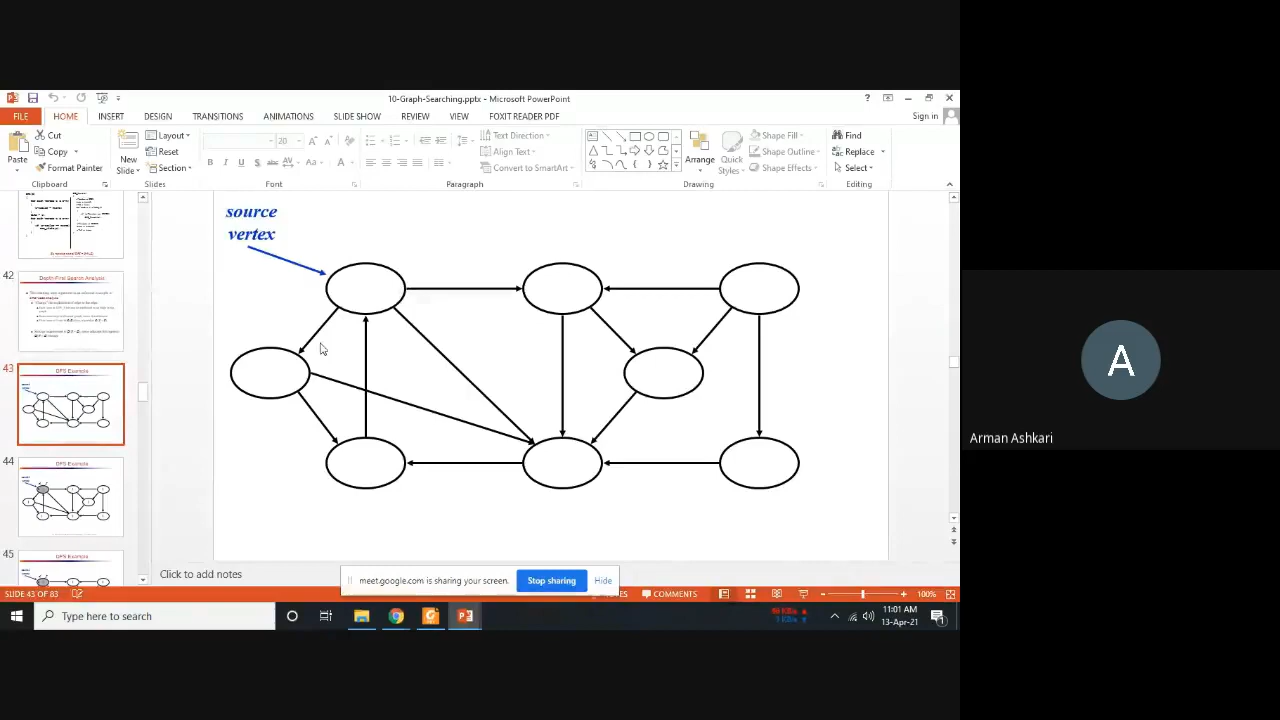 10-Graph-Searching.pptx - Microsoft PowerPoint
?
FILE HOME INSERT DESIGN TRANSITIONS ANIMATIONS SLIDE SHOW REVIEW VIEW FOXIT READER PDF Sign in
Paste
Cut
Copy
Format Painter
Clipboard
New
Slide
Layout
Reset
Section
Slides
20
B I U S abc AV Aa A
Font
Text Direction
Align Text
Convert to SmartArt
Paragraph
Arrange
Quick
Styles
Shape Fill
Shape Outline
Shape Effects
Drawing
Find
Replace
Select
Editing
42
Depth-First Search Analysis
43
DFS Example
44
DFS Example
45
DFS Example
source
vertex
Click to add notes
meet.google.com is sharing your screen.
Stop sharing
Hide
SLIDE 43 OF 83
COMMENTS
100%
Type here to search
11:01 AM
13-Apr-21
1
A
Arman Ashkari